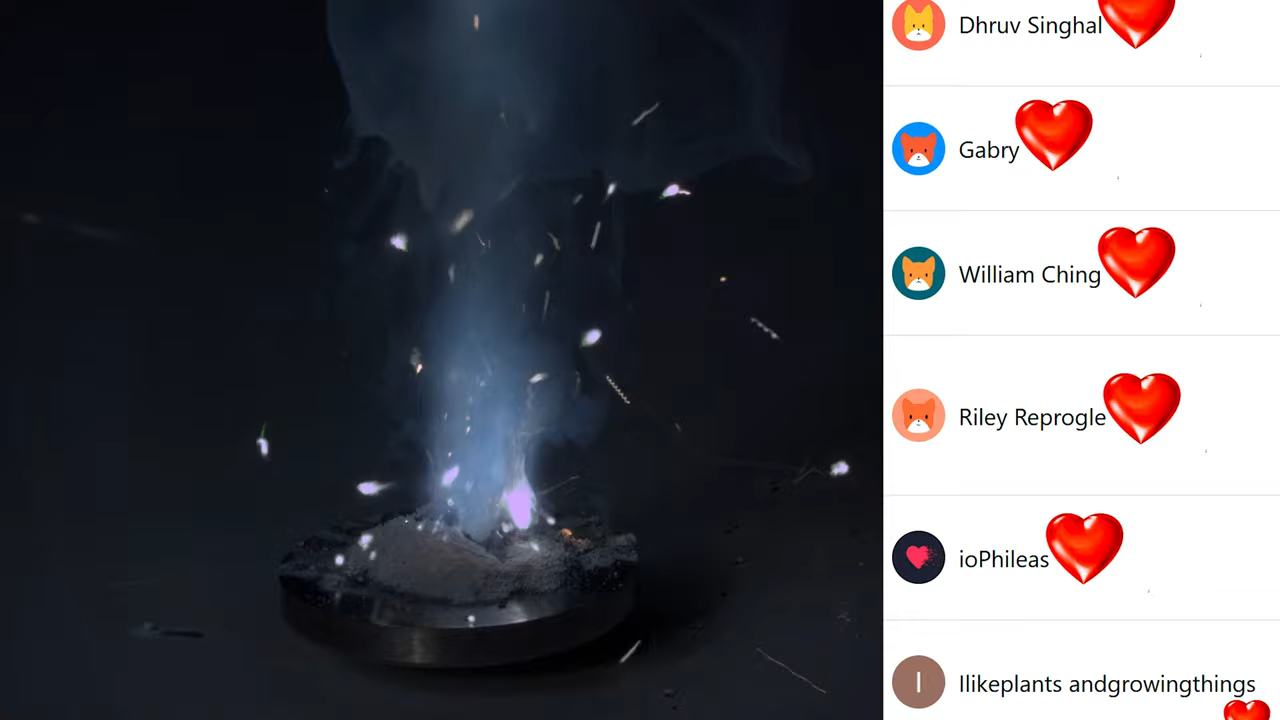 Dhruv Singhal
Gabry
William Ching
Riley Reprogle
ioPhileas
I
Ilikeplants andgrowingthings